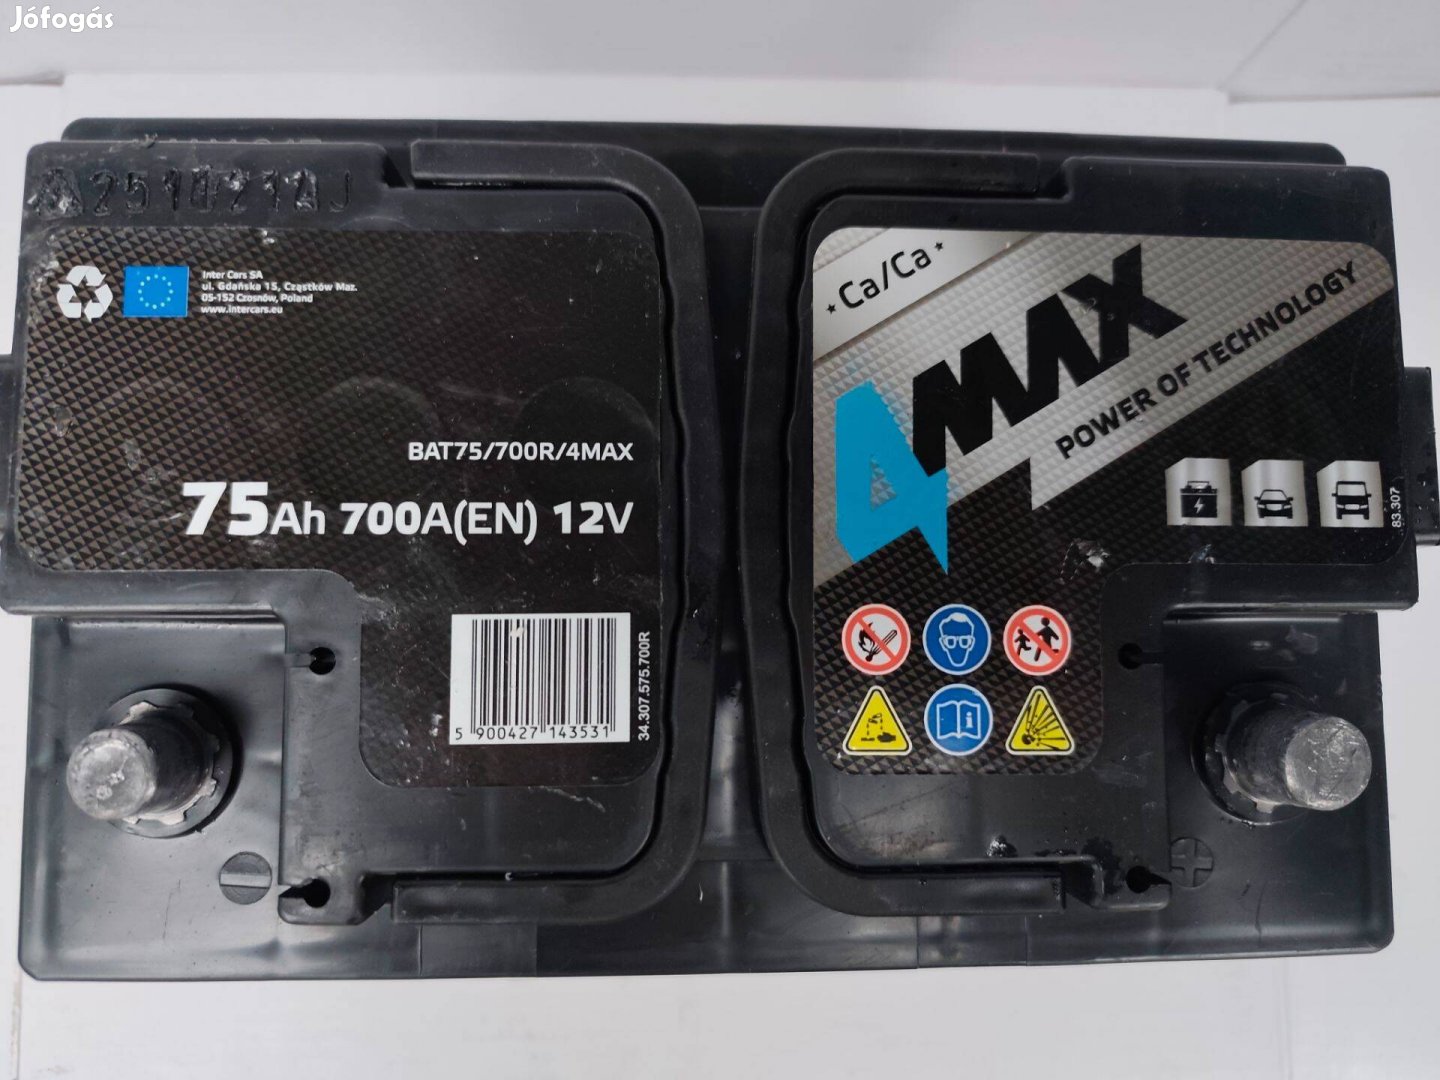 Jófogás
Inter Cars SA
ul. Gdańska 15, Cząstków Maz.
05-152 Czosnów, Poland
www.intercars.eu
BAT75/700R/4MAX
75Ah 700A(EN) 12V
5 900427 143531
34.307.575.700R
Ca/Ca
4MAX
POWER OF TECHNOLOGY
83.307